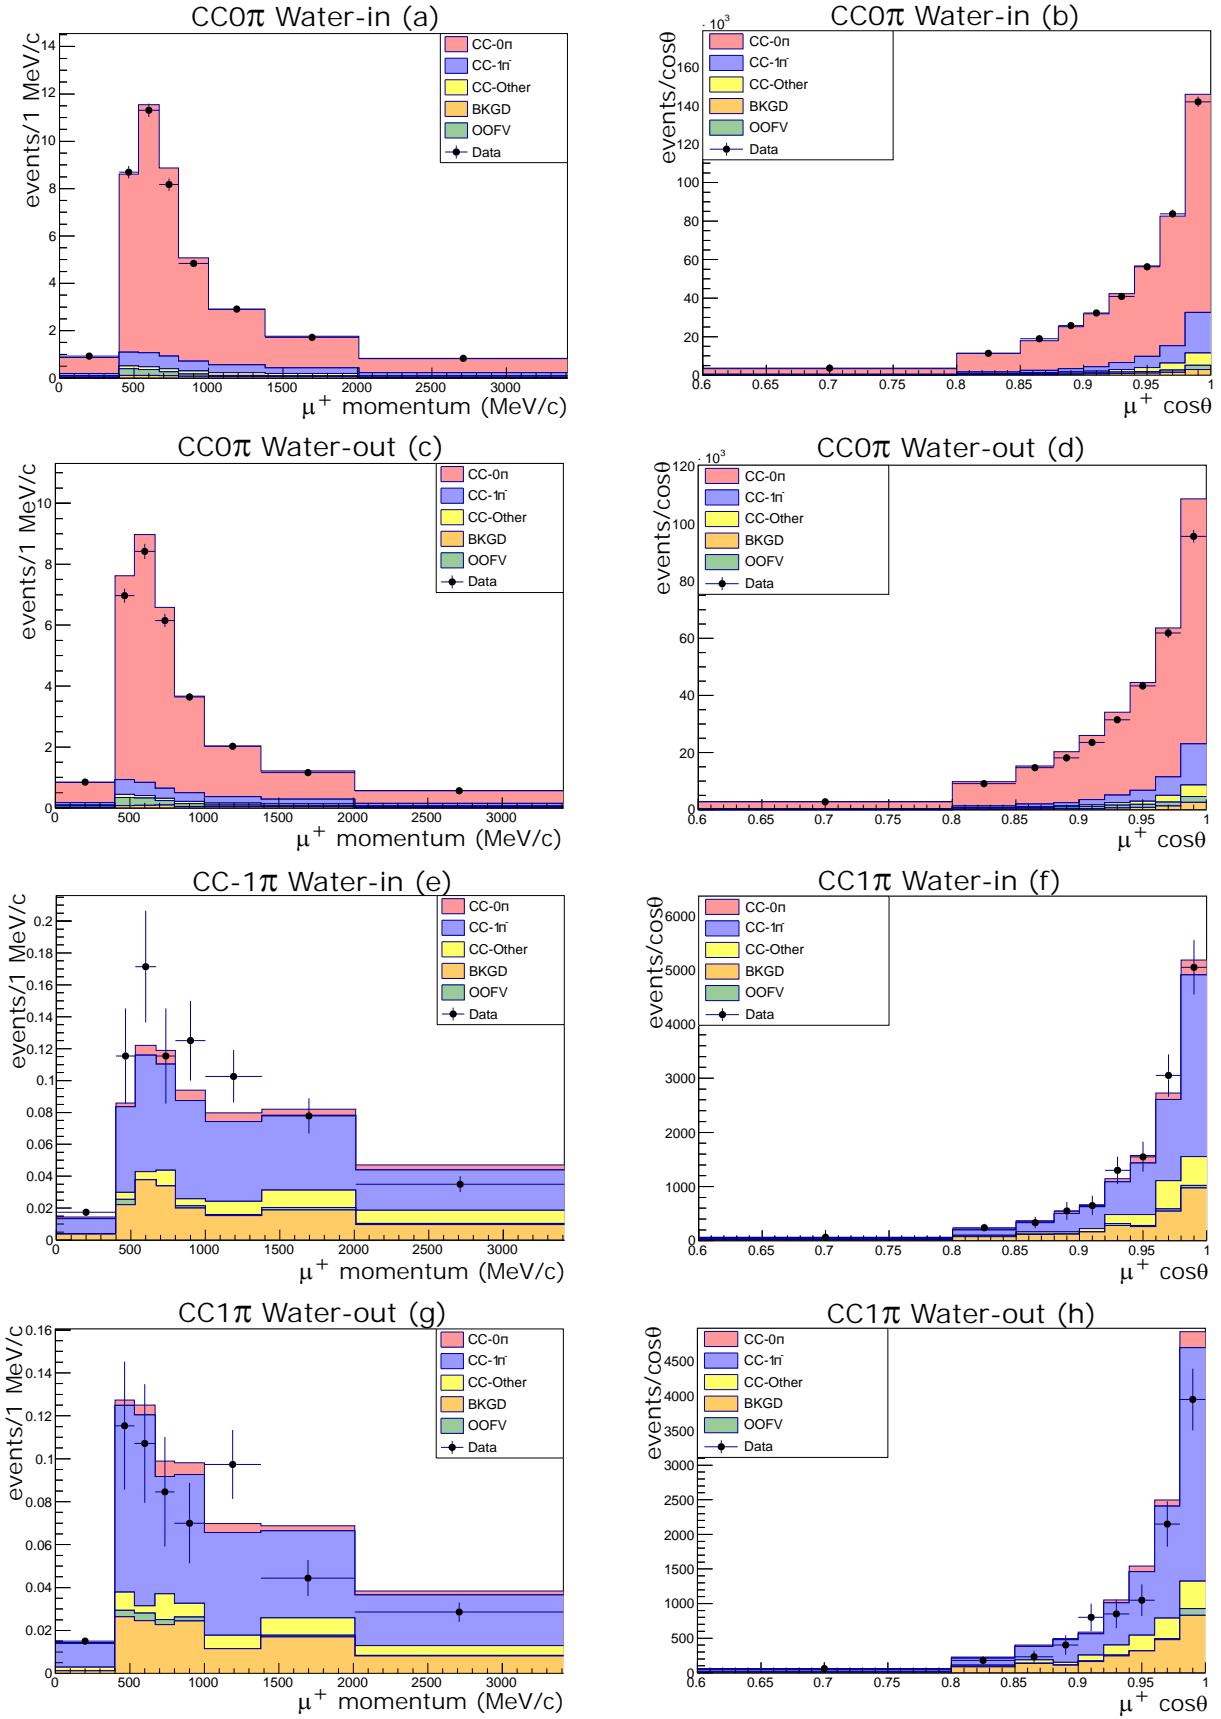 CC0π Water-in (a)
events/1 MeV/c
14
12
10
8
6
4
2
0
CC-0π
CC-1π⁻
CC-Other
BKGD
OOFV
Data
0 500 1000 1500 2000 2500 3000
μ⁺ momentum (MeV/c)
CC0π Water-in (b)
× 10³
events/cosθ
160
140
120
100
80
60
40
20
0
CC-0π
CC-1π⁻
CC-Other
BKGD
OOFV
Data
0.6 0.65 0.7 0.75 0.8 0.85 0.9 0.95 1
μ⁺ cosθ
CC0π Water-out (c)
events/1 MeV/c
10
8
6
4
2
0
CC-0π
CC-1π⁻
CC-Other
BKGD
OOFV
Data
0 500 1000 1500 2000 2500 3000
μ⁺ momentum (MeV/c)
CC0π Water-out (d)
× 10³
events/cosθ
120
100
80
60
40
20
0
CC-0π
CC-1π⁻
CC-Other
BKGD
OOFV
Data
0.6 0.65 0.7 0.75 0.8 0.85 0.9 0.95 1
μ⁺ cosθ
CC-1π Water-in (e)
events/1 MeV/c
0.2
0.18
0.16
0.14
0.12
0.1
0.08
0.06
0.04
0.02
0
CC-0π
CC-1π⁻
CC-Other
BKGD
OOFV
Data
0 500 1000 1500 2000 2500 3000
μ⁺ momentum (MeV/c)
CC1π Water-in (f)
events/cosθ
6000
5000
4000
3000
2000
1000
0
CC-0π
CC-1π⁻
CC-Other
BKGD
OOFV
Data
0.6 0.65 0.7 0.75 0.8 0.85 0.9 0.95 1
μ⁺ cosθ
CC1π Water-out (g)
events/1 MeV/c
0.16
0.14
0.12
0.1
0.08
0.06
0.04
0.02
0
CC-0π
CC-1π⁻
CC-Other
BKGD
OOFV
Data
0 500 1000 1500 2000 2500 3000
μ⁺ momentum (MeV/c)
CC1π Water-out (h)
events/cosθ
4500
4000
3500
3000
2500
2000
1500
1000
500
0
CC-0π
CC-1π⁻
CC-Other
BKGD
OOFV
Data
0.6 0.65 0.7 0.75 0.8 0.85 0.9 0.95 1
μ⁺ cosθ